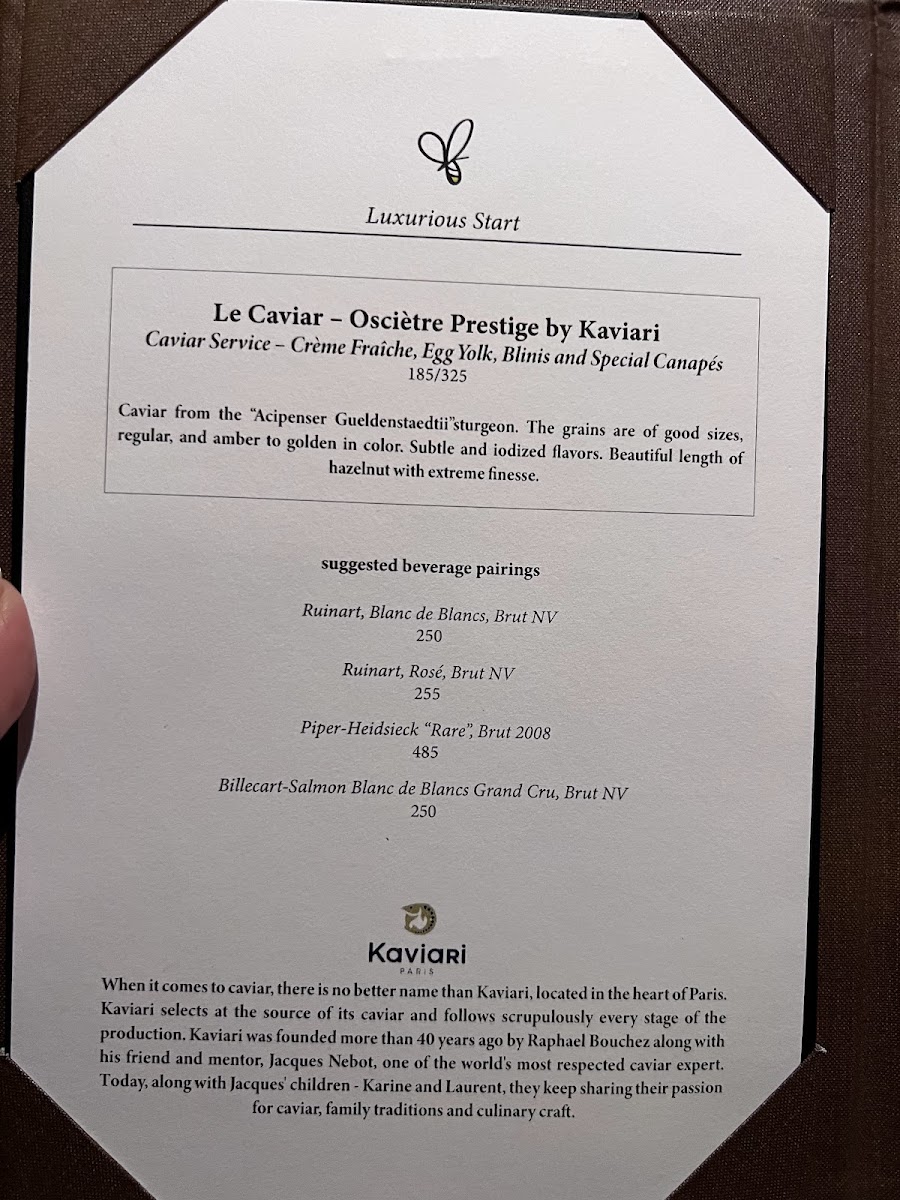 Luxurious Start
Le Caviar – Osciètre Prestige by Kaviari
Caviar Service – Crème Fraîche, Egg Yolk, Blinis and Special Canapés
185/325
Caviar from the “Acipenser Gueldenstaedtii”sturgeon. The grains are of good sizes,
regular, and amber to golden in color. Subtle and iodized flavors. Beautiful length of
hazelnut with extreme finesse.
suggested beverage pairings
Ruinart, Blanc de Blancs, Brut NV
250
Ruinart, Rosé, Brut NV
255
Piper-Heidsieck “Rare”, Brut 2008
485
Billecart-Salmon Blanc de Blancs Grand Cru, Brut NV
250
Kaviari
PARIS
When it comes to caviar, there is no better name than Kaviari, located in the heart of Paris.
Kaviari selects at the source of its caviar and follows scrupulously every stage of the
production. Kaviari was founded more than 40 years ago by Raphael Bouchez along with
his friend and mentor, Jacques Nebot, one of the world's most respected caviar expert.
Today, along with Jacques' children - Karine and Laurent, they keep sharing their passion
for caviar, family traditions and culinary craft.